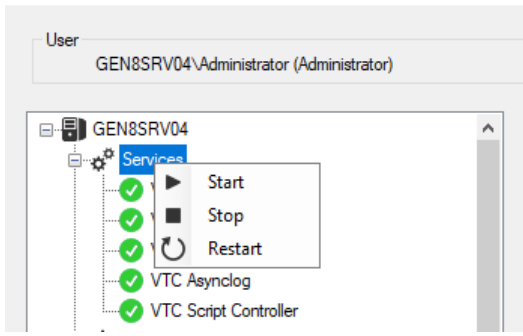 User
GEN8SRV04\Administrator (Administrator)
GEN8SRV04
Services
Start
Stop
Restart
VTC Asynclog
VTC Script Controller